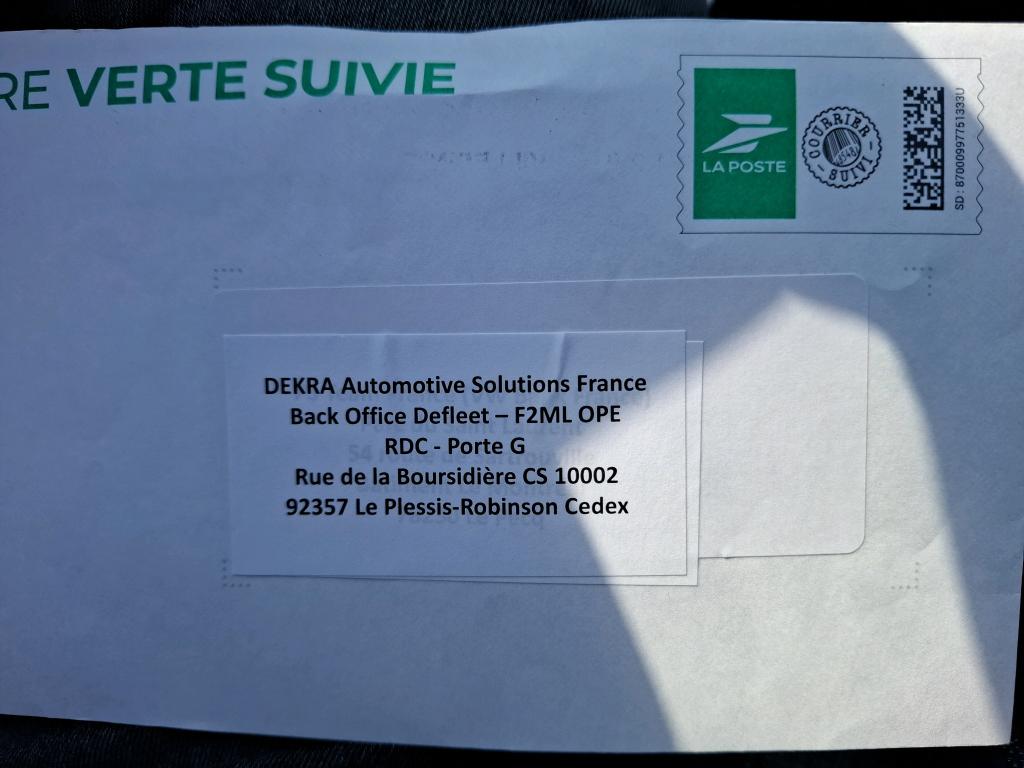 RE VERTE SUIVIE
LA POSTE
COURRIER
SUIVI
SD : 87000997751333U
DEKRA Automotive Solutions France
Back Office Defleet – F2ML OPE
RDC - Porte G
Rue de la Boursidière CS 10002
92357 Le Plessis-Robinson Cedex